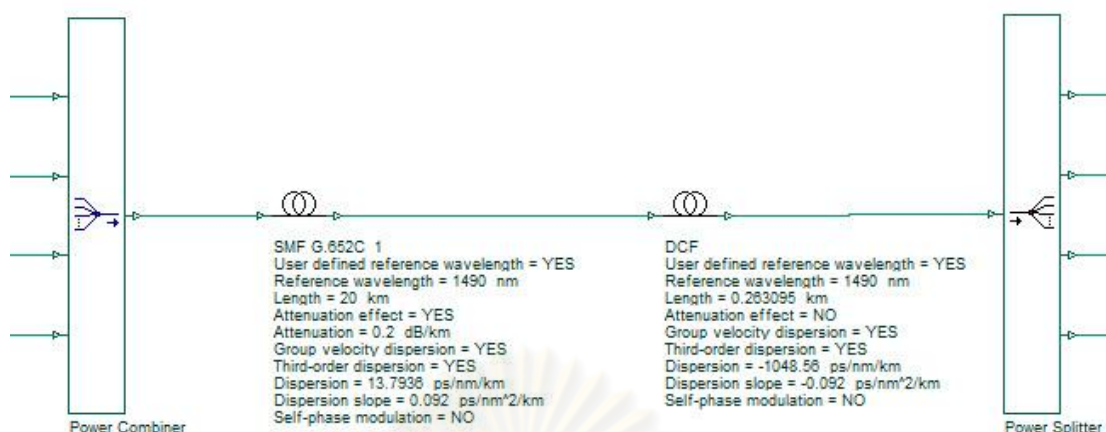 SMF G.652C 1
User defined reference wavelength = YES
Reference wavelength = 1490 nm
Length = 20 km
Attenuation effect = YES
Attenuation = 0.2 dB/km
Group velocity dispersion = YES
Third-order dispersion = YES
Dispersion = 13.7936 ps/nm/km
Dispersion slope = 0.092 ps/nm^2/km
Self-phase modulation = NO
DCF
User defined reference wavelength = YES
Reference wavelength = 1490 nm
Length = 0.263095 km
Attenuation effect = NO
Group velocity dispersion = YES
Third-order dispersion = YES
Dispersion = -1048.56 ps/nm/km
Dispersion slope = -0.092 ps/nm^2/km
Self-phase modulation = NO
Power Combiner
Power Splitter